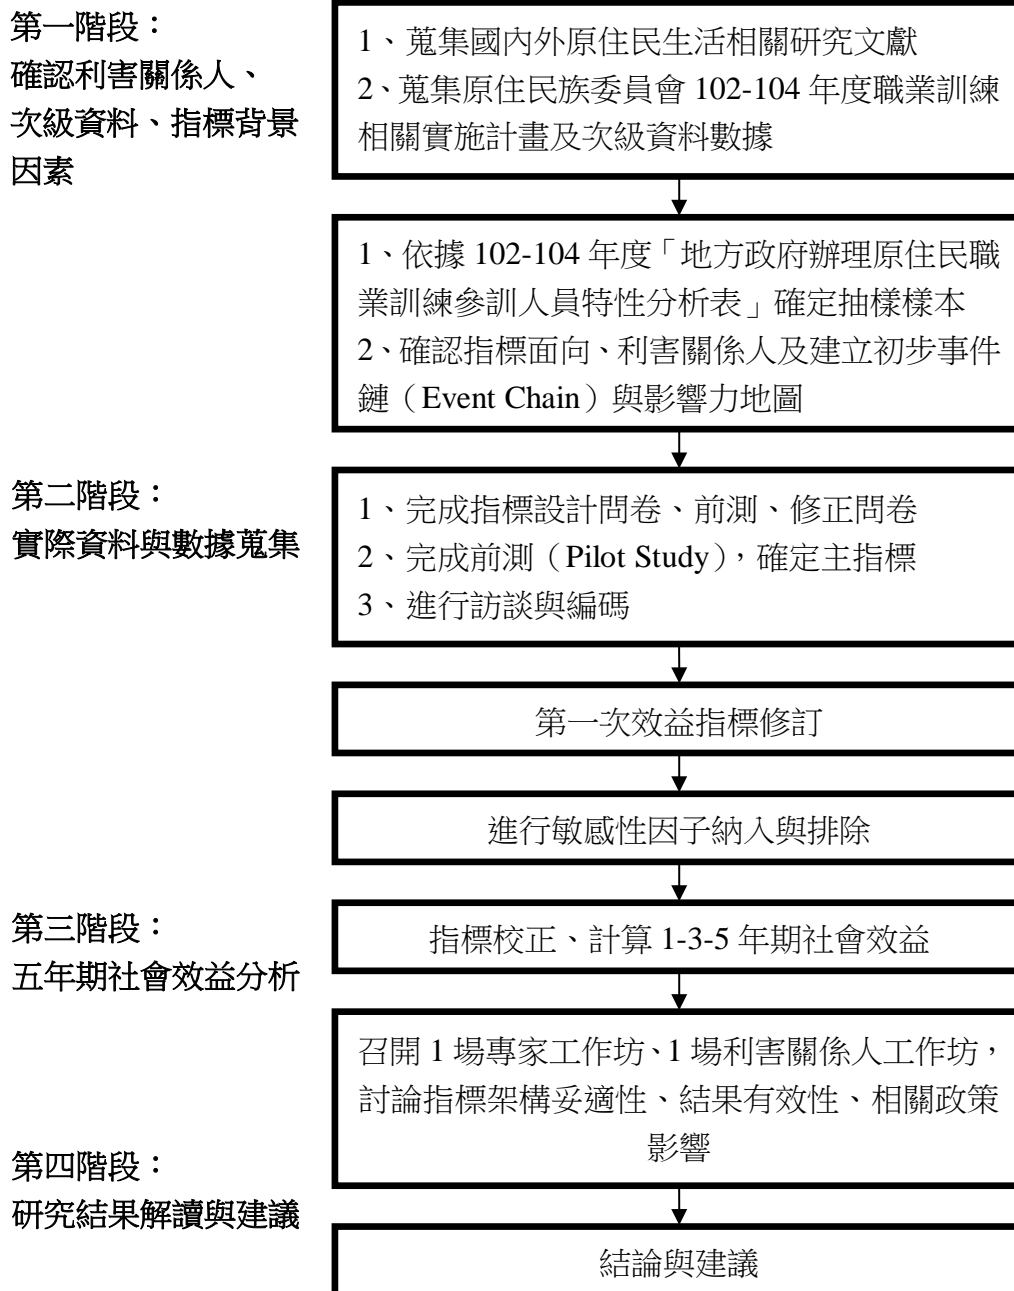 第一階段：
確認利害關係人、
次級資料、指標背景
因素
1、蒐集國內外原住民生活相關研究文獻
2、蒐集原住民族委員會 102-104 年度職業訓練
相關實施計畫及次級資料數據
1、依據 102-104 年度「地方政府辦理原住民職
業訓練參訓人員特性分析表」確定抽樣樣本
2、確認指標面向、利害關係人及建立初步事件
鏈（Event Chain）與影響力地圖
第二階段：
實際資料與數據蒐集
1、完成指標設計問卷、前測、修正問卷
2、完成前測（Pilot Study），確定主指標
3、進行訪談與編碼
第一次效益指標修訂
進行敏感性因子納入與排除
第三階段：
五年期社會效益分析
指標校正、計算 1-3-5 年期社會效益
召開 1 場專家工作坊、1 場利害關係人工作坊，
討論指標架構妥適性、結果有效性、相關政策
影響
第四階段：
研究結果解讀與建議
結論與建議